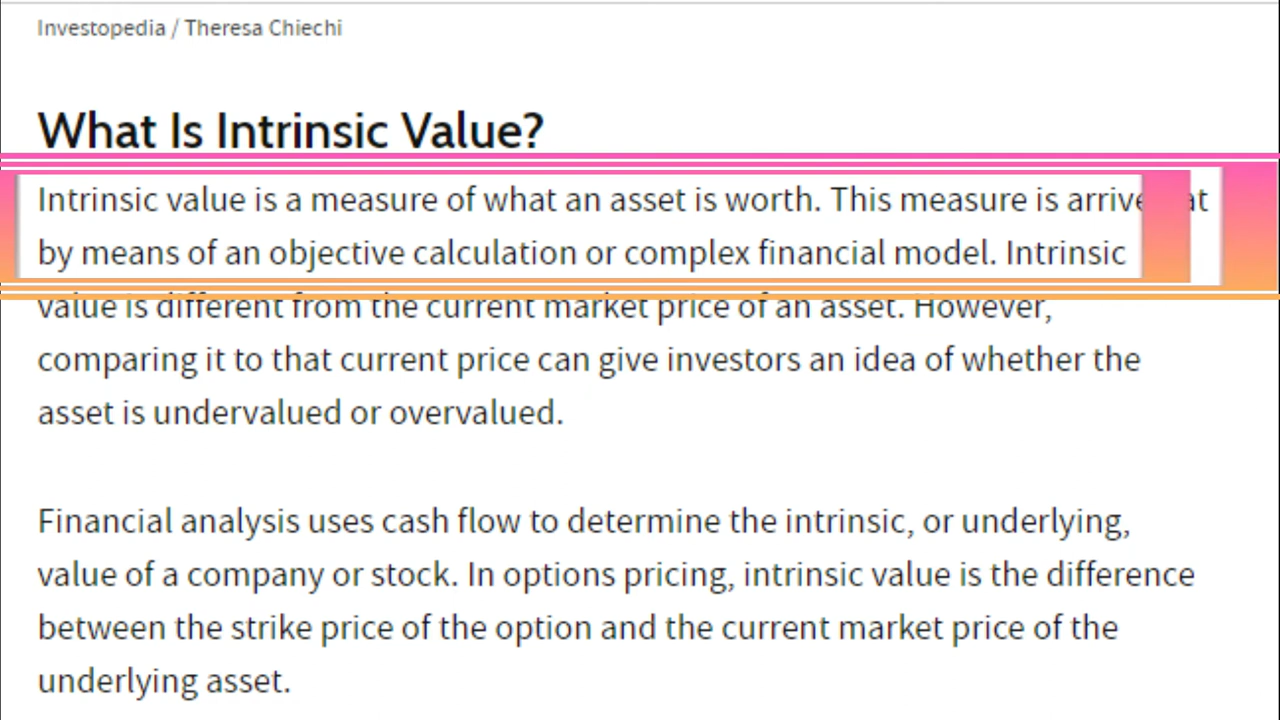 Investopedia / Theresa Chiechi
What Is Intrinsic Value?
Intrinsic value is a measure of what an asset is worth. This measure is arrived at
by means of an objective calculation or complex financial model. Intrinsic
value is different from the current market price of an asset. However,
comparing it to that current price can give investors an idea of whether the
asset is undervalued or overvalued.
Financial analysis uses cash flow to determine the intrinsic, or underlying,
value of a company or stock. In options pricing, intrinsic value is the difference
between the strike price of the option and the current market price of the
underlying asset.